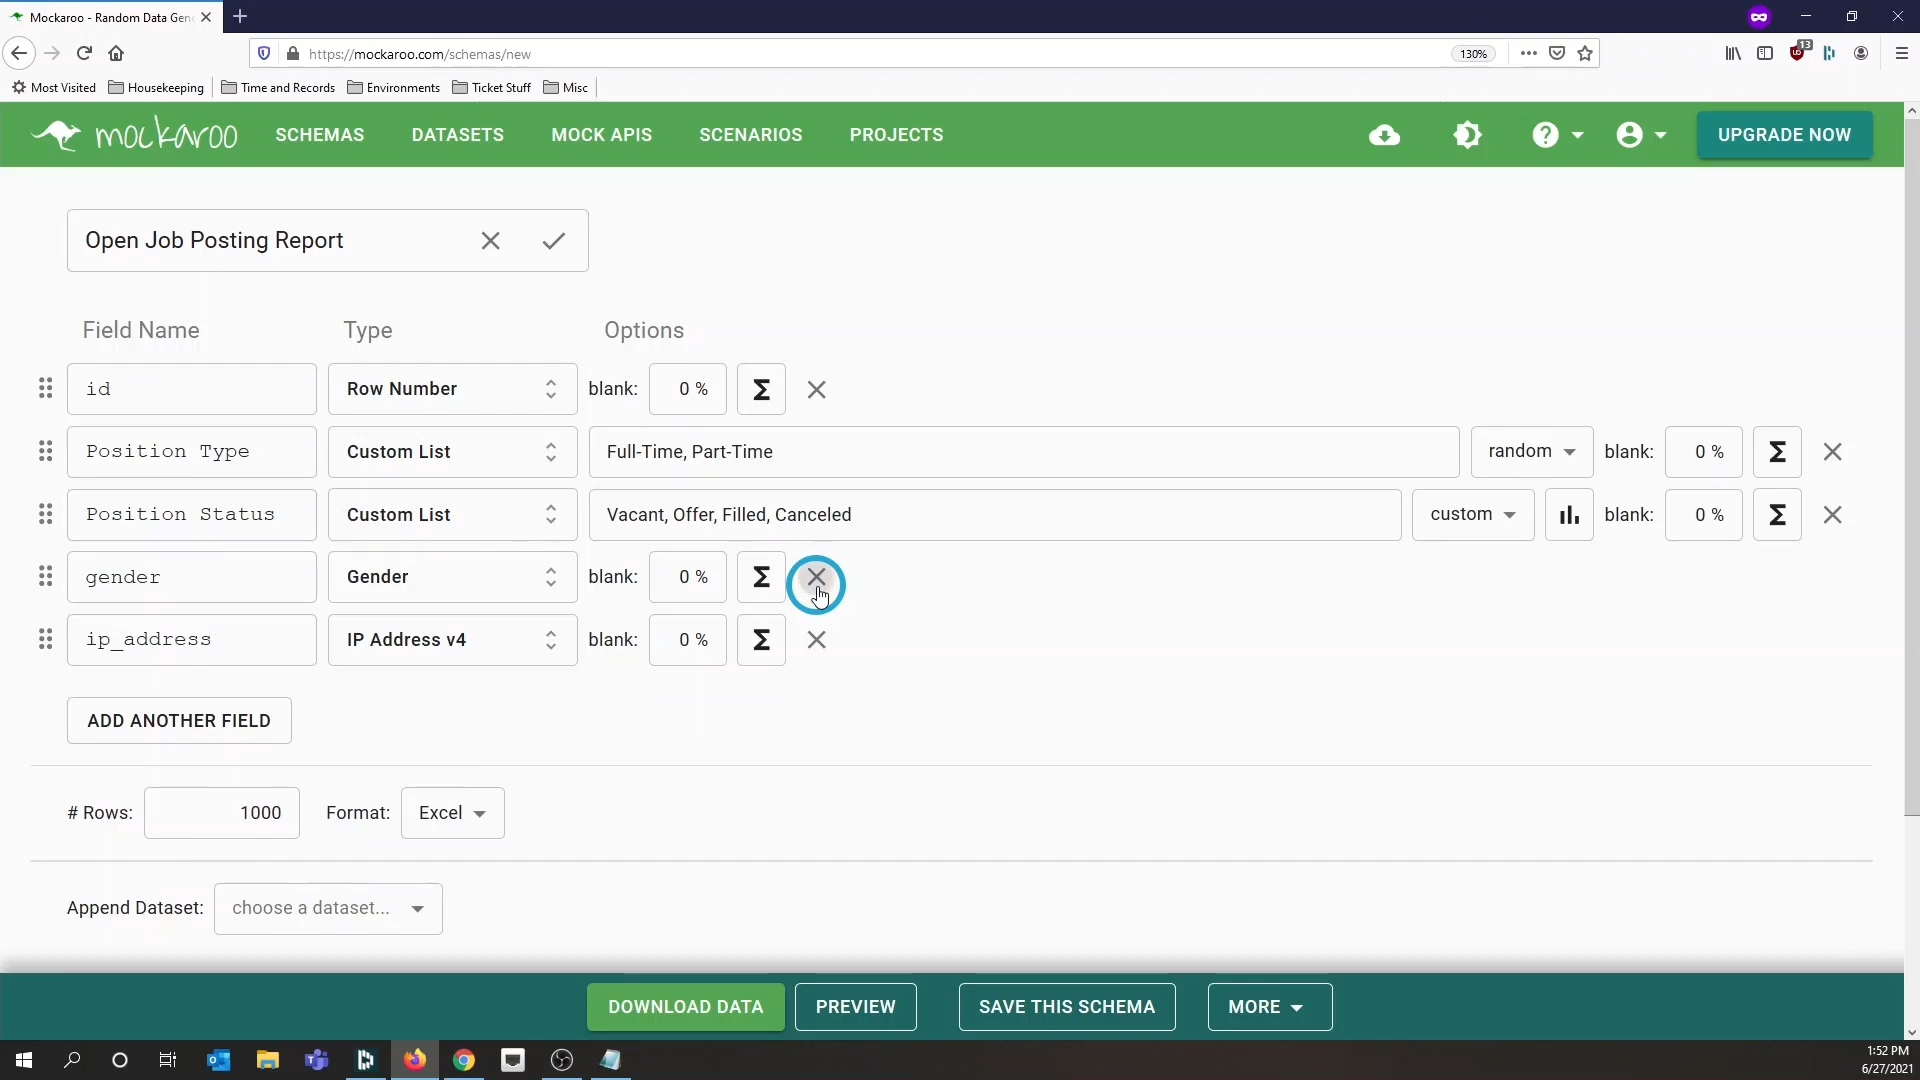 Mockaroo - Random Data Gen
https://mockaroo.com/schemas/new
130%
13
Most Visited Housekeeping Time and Records Environments Ticket Stuff Misc
mockaroo SCHEMAS DATASETS MOCK APIS SCENARIOS PROJECTS UPGRADE NOW
Open Job Posting Report
Field Name Type Options
id Row Number blank: 0 % Σ
Position Type Custom List Full-Time, Part-Time random blank: 0 % Σ
Position Status Custom List Vacant, Offer, Filled, Canceled custom blank: 0 % Σ
gender Gender blank: 0 % Σ
ip_address IP Address v4 blank: 0 % Σ
ADD ANOTHER FIELD
# Rows: 1000 Format: Excel
Append Dataset: choose a dataset...
DOWNLOAD DATA PREVIEW SAVE THIS SCHEMA MORE
1:52 PM
6/27/2021